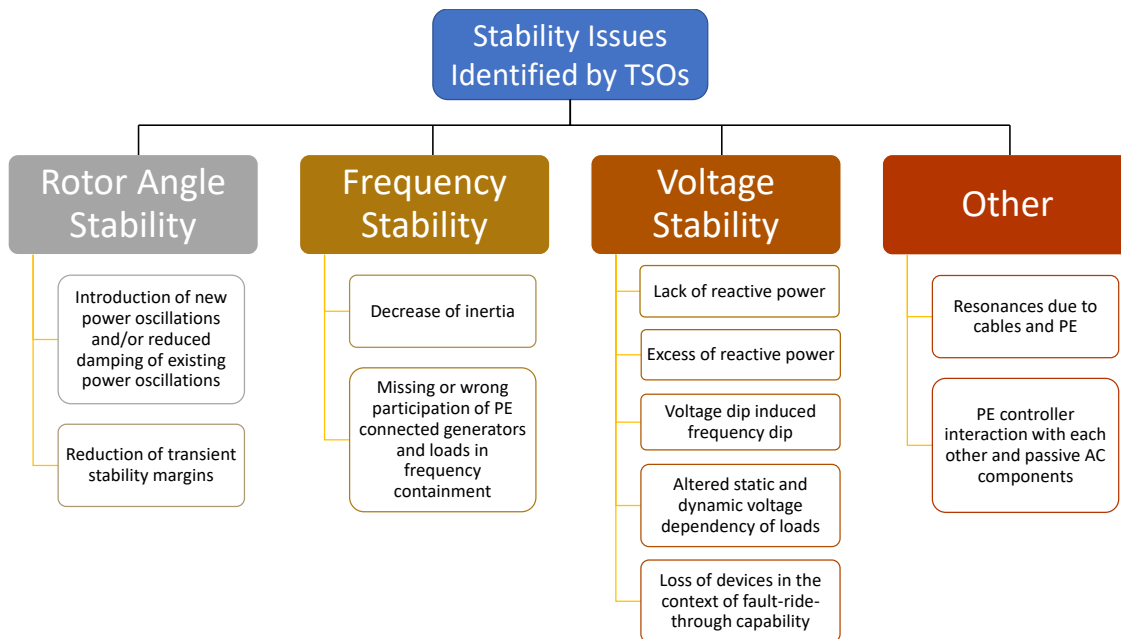 Stability Issues
Identified by TSOs
Rotor Angle
Stability
Introduction of new
power oscillations
and/or reduced
damping of existing
power oscillations
Reduction of transient
stability margins
Frequency
Stability
Decrease of inertia
Missing or wrong
participation of PE
connected generators
and loads in
frequency
containment
Voltage
Stability
Lack of reactive power
Excess of reactive power
Voltage dip induced
frequency dip
Altered static and
dynamic voltage
dependency of loads
Loss of devices in the
context of fault-ride-
through capability
Other
Resonances due to
cables and PE
PE controller
interaction with each
other and passive AC
components